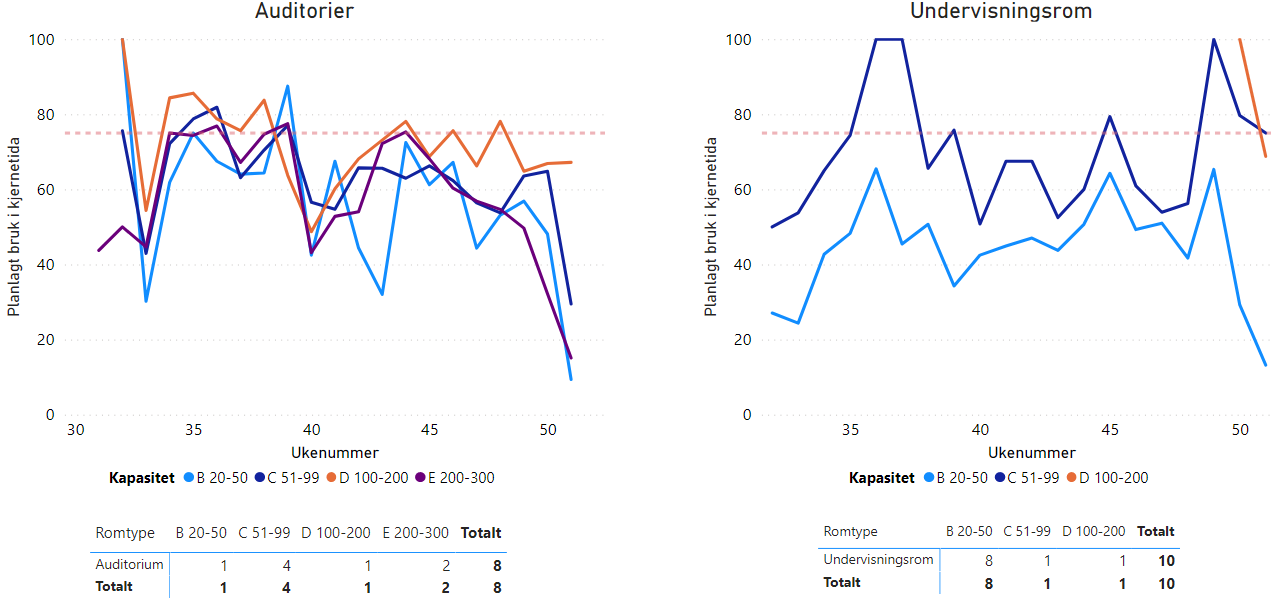 Auditorier
100
80
60
40
20
0
Planlagt bruk i kjernetida
30 35 40 45 50
Ukenummer
Kapasitet B 20-50 C 51-99 D 100-200 E 200-300
Romtype B 20-50 C 51-99 D 100-200 E 200-300 Totalt
Auditorium 1 4 1 2 8
Totalt 1 4 1 2 8
Undervisningsrom
100
80
60
40
20
0
Planlagt bruk i kjernetida
35 40 45 50
Ukenummer
Kapasitet B 20-50 C 51-99 D 100-200
Romtype B 20-50 C 51-99 D 100-200 Totalt
Undervisningsrom 8 1 1 10
Totalt 8 1 1 10